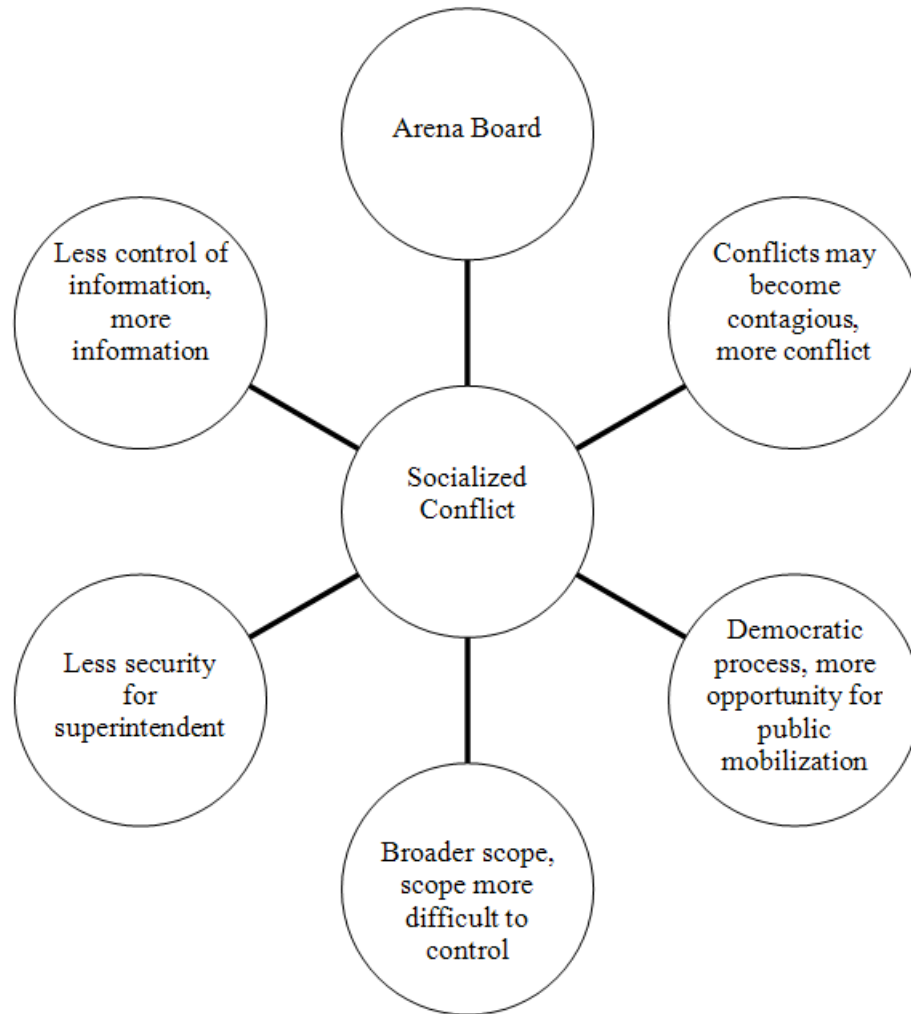 Arena Board
Less control of
information,
more
information
Conflicts may
become
contagious,
more conflict
Socialized
Conflict
Less security
for
superintendent
Democratic
process, more
opportunity for
public
mobilization
Broader scope,
scope more
difficult to
control